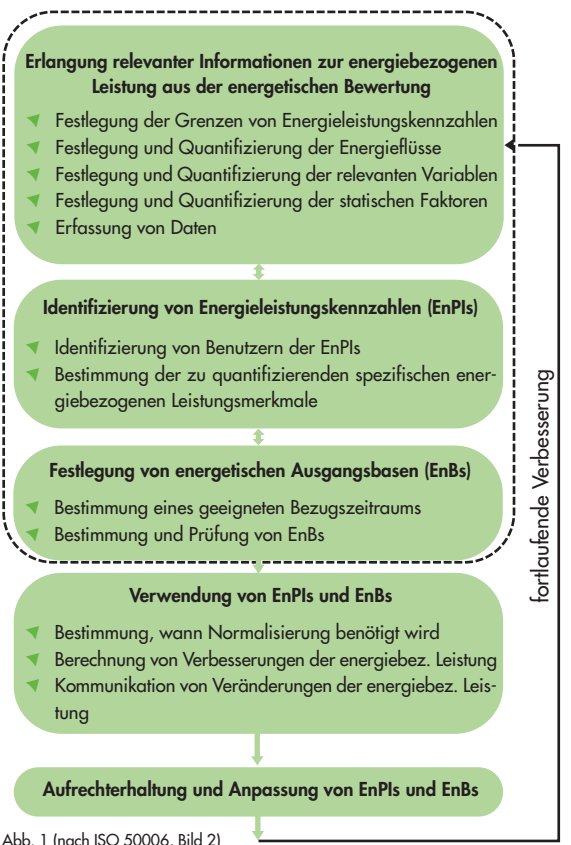 Erlangung relevanter Informationen zur energiebezogenen
Leistung aus der energetischen Bewertung
Festlegung der Grenzen von Energieleistungskennzahlen
Festlegung und Quantifizierung der Energieflüsse
Festlegung und Quantifizierung der relevanten Variablen
Festlegung und Quantifizierung der statischen Faktoren
Erfassung von Daten
Identifizierung von Energieleistungskennzahlen (EnPIs)
Identifizierung von Benutzern der EnPIs
Bestimmung der zu quantifizierenden spezifischen ener-
giebezogenen Leistungsmerkmale
Festlegung von energetischen Ausgangsbasen (EnBs)
Bestimmung eines geeigneten Bezugszeitraums
Bestimmung und Prüfung von EnBs
Verwendung von EnPIs und EnBs
Bestimmung, wann Normalisierung benötigt wird
Berechnung von Verbesserungen der energiebez. Leistung
Kommunikation von Veränderungen der energiebez. Leis-
tung
Aufrechterhaltung und Anpassung von EnPIs und EnBs
fortlaufende Verbesserung
Abb. 1 (nach ISO 50006, Bild 2)